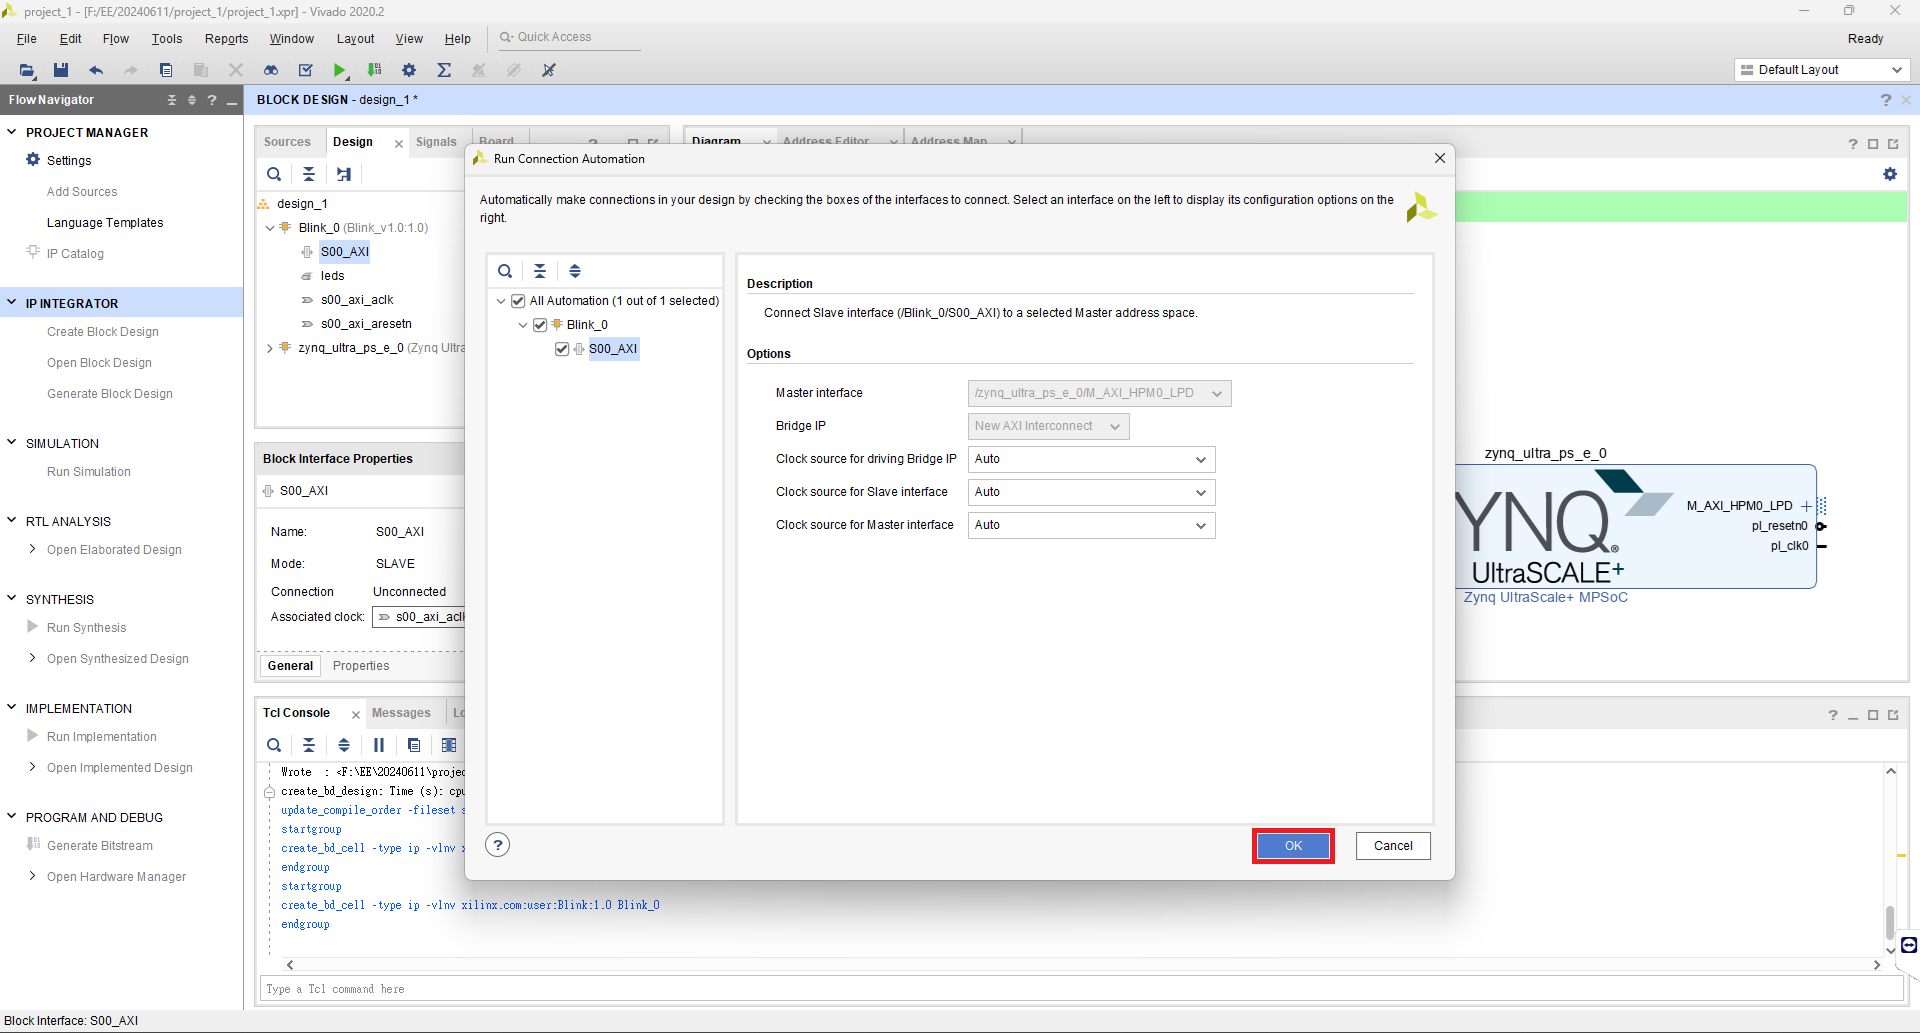 project_1 - [F:/EE/20240611/project_1/project_1.xpr] - Vivado 2020.2
File Edit Flow Tools Reports Window Layout View Help Quick Access Ready
Default Layout
Flow Navigator
BLOCK DESIGN - design_1 *
PROJECT MANAGER
Settings
Add Sources
Language Templates
IP Catalog
IP INTEGRATOR
Create Block Design
Open Block Design
Generate Block Design
SIMULATION
Run Simulation
RTL ANALYSIS
Open Elaborated Design
SYNTHESIS
Run Synthesis
Open Synthesized Design
IMPLEMENTATION
Run Implementation
Open Implemented Design
PROGRAM AND DEBUG
Generate Bitstream
Open Hardware Manager
Sources Design Signals Board
Diagram Address Editor Address Map
design_1
Blink_0 (Blink_v1.0:1.0)
S00_AXI
leds
s00_axi_aclk
s00_axi_aresetn
zynq_ultra_ps_e_0 (Zynq Ultra
Block Interface Properties
S00_AXI
Name: S00_AXI
Mode: SLAVE
Connection Unconnected
Associated clock: s00_axi_acl
General Properties
Run Connection Automation
Automatically make connections in your design by checking the boxes of the interfaces to connect. Select an interface on the left to display its configuration options on the
right.
All Automation (1 out of 1 selected)
Blink_0
S00_AXI
Description
Connect Slave interface (/Blink_0/S00_AXI) to a selected Master address space.
Options
Master interface /zynq_ultra_ps_e_0/M_AXI_HPM0_LPD
Bridge IP New AXI Interconnect
Clock source for driving Bridge IP Auto
Clock source for Slave interface Auto
Clock source for Master interface Auto
? OK Cancel
zynq_ultra_ps_e_0
YNQ
UltraSCALE+
M_AXI_HPM0_LPD
pl_resetn0
pl_clk0
Zynq UltraScale+ MPSoC
Tcl Console Messages Lo
Wrote : <F:\EE\20240611\projec
create_bd_design: Time (s): cpu
update_compile_order -fileset s
startgroup
create_bd_cell -type ip -vlnv x
endgroup
startgroup
create_bd_cell -type ip -vlnv xilinx.com:user:Blink:1.0 Blink_0
endgroup
Type a Tcl command here
Block Interface: S00_AXI